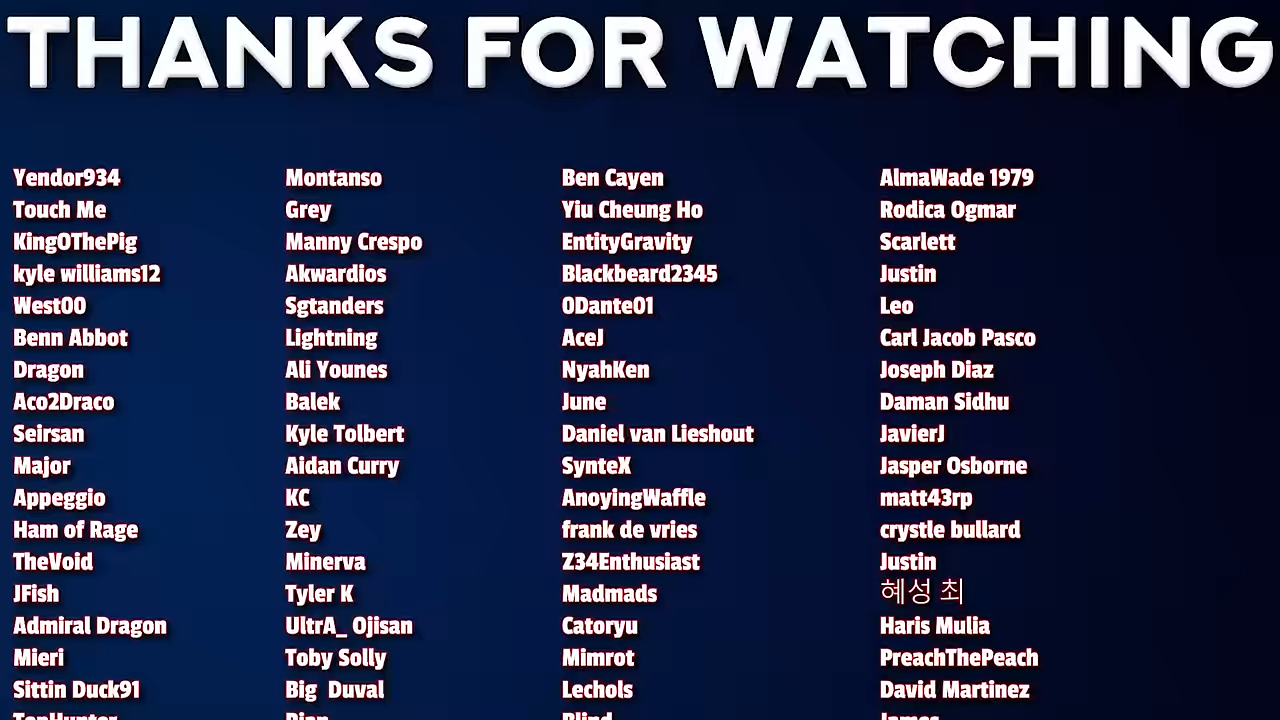 THANKS FOR WATCHING
Yendor934
Touch Me
KingOThePig
kyle williams12
West00
Benn Abbot
Dragon
Aco2Draco
Seirsan
Major
Appeggio
Ham of Rage
TheVoid
JFish
Admiral Dragon
Mieri
Sittin Duck91
Montanso
Grey
Manny Crespo
Akwardios
Sgtanders
Lightning
Ali Younes
Balek
Kyle Tolbert
Aidan Curry
KC
Zey
Minerva
Tyler K
UltrA_ Ojisan
Toby Solly
Big  Duval
Ben Cayen
Yiu Cheung Ho
EntityGravity
Blackbeard2345
0Dante01
AceJ
NyahKen
June
Daniel van Lieshout
SynteX
AnoyingWaffle
frank de vries
Z34Enthusiast
Madmads
Catoryu
Mimrot
Lechols
AlmaWade 1979
Rodica Ogmar
Scarlett
Justin
Leo
Carl Jacob Pasco
Joseph Diaz
Daman Sidhu
JavierJ
Jasper Osborne
matt43rp
crystle bullard
Justin
혜성 최
Haris Mulia
PreachThePeach
David Martinez